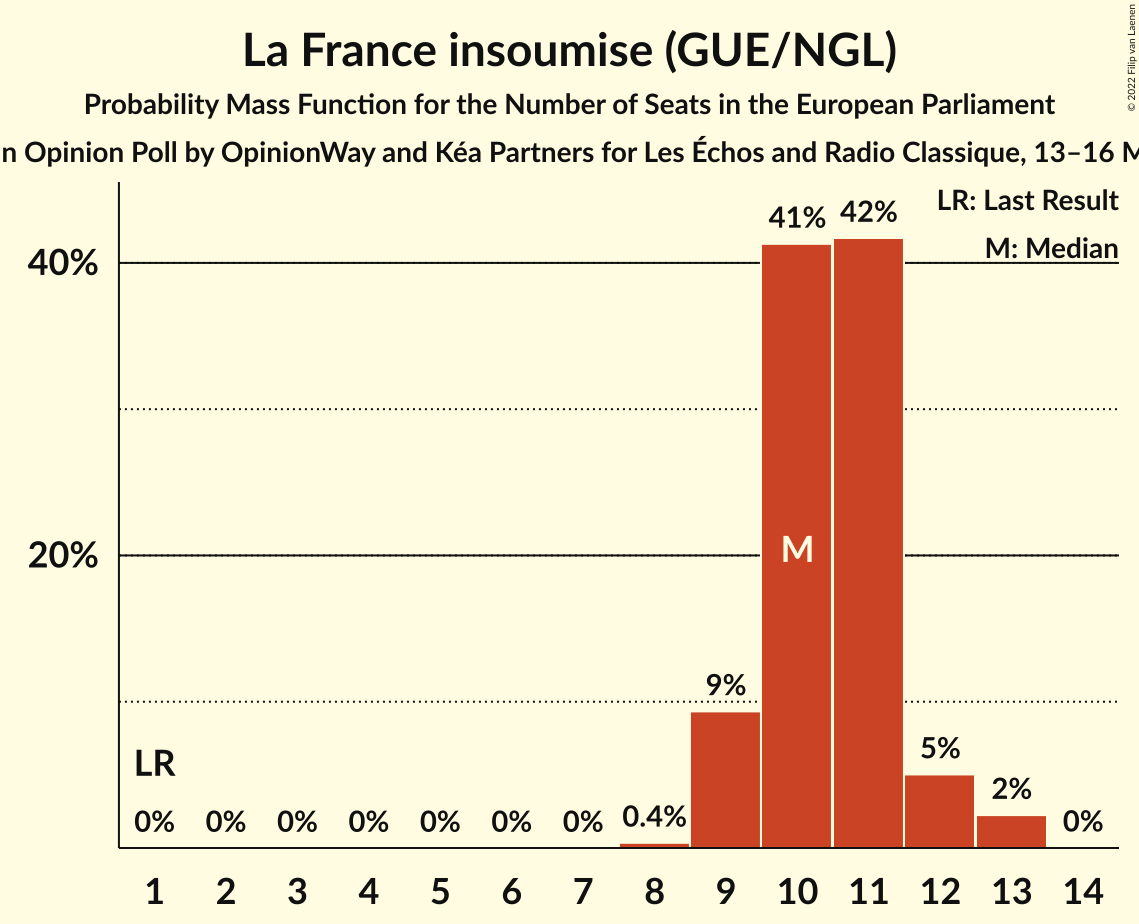 La France insoumise (GUE/NGL)
Probability Mass Function for the Number of Seats in the European Parliament
n Opinion Poll by OpinionWay and Kéa Partners for Les Échos and Radio Classique, 13–16 M
© 2022 Filip van Laenen
LR: Last Result
M: Median
41% 42%
40%
20%
M
9%
LR
5%
2%
0% 0% 0% 0% 0% 0% 0% 0.4% 0%
1 2 3 4 5 6 7 8 9 10 11 12 13 14